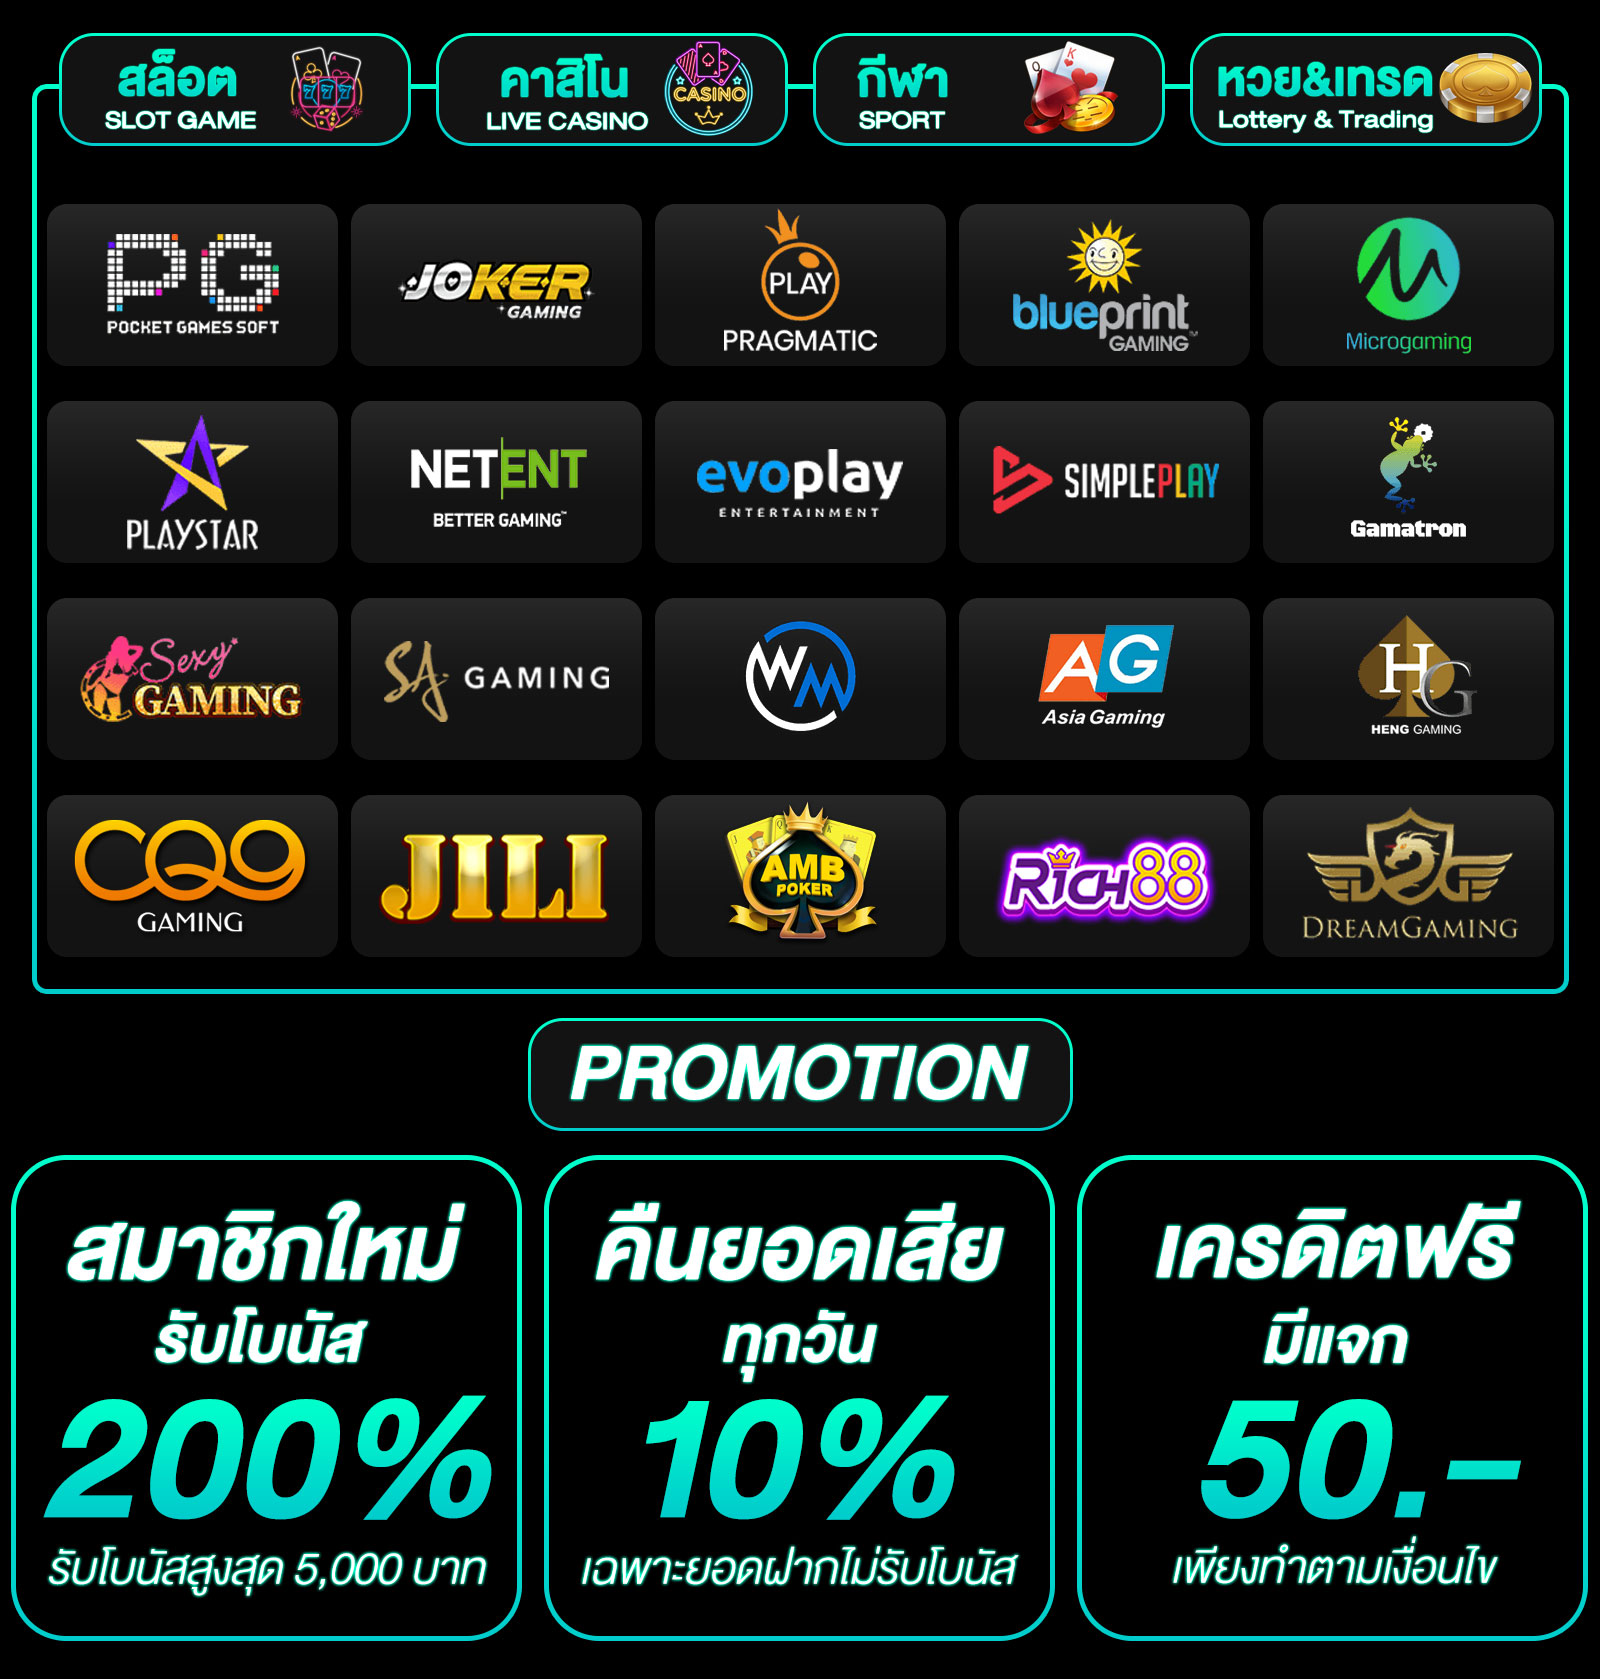 สล็อต
SLOT GAME
คาสิโน
LIVE CASINO
CASINO
กีฬา
SPORT
หวย&เทรด
Lottery & Trading
PG
POCKET GAMES SOFT
JOKER
GAMING
PLAY
PRAGMATIC
blueprint
GAMING™
Microgaming
PLAYSTAR
NETENT
BETTER GAMING™
evoplay
ENTERTAINMENT
SIMPLEPLAY
Gamatron
Sexy
GAMING
SA GAMING
WM
AG
Asia Gaming
HG
HENG GAMING
CQ9
GAMING
JILI
AMB
POKER
RICH88
DG
DREAMGAMING
PROMOTION
สมาชิกใหม่
รับโบนัส
200%
รับโบนัสสูงสุด 5,000 บาท
คืนยอดเสีย
ทุกวัน
10%
เฉพาะยอดฝากไม่รับโบนัส
เครดิตฟรี
มีแจก
50.-
เพียงทำตามเงื่อนไข